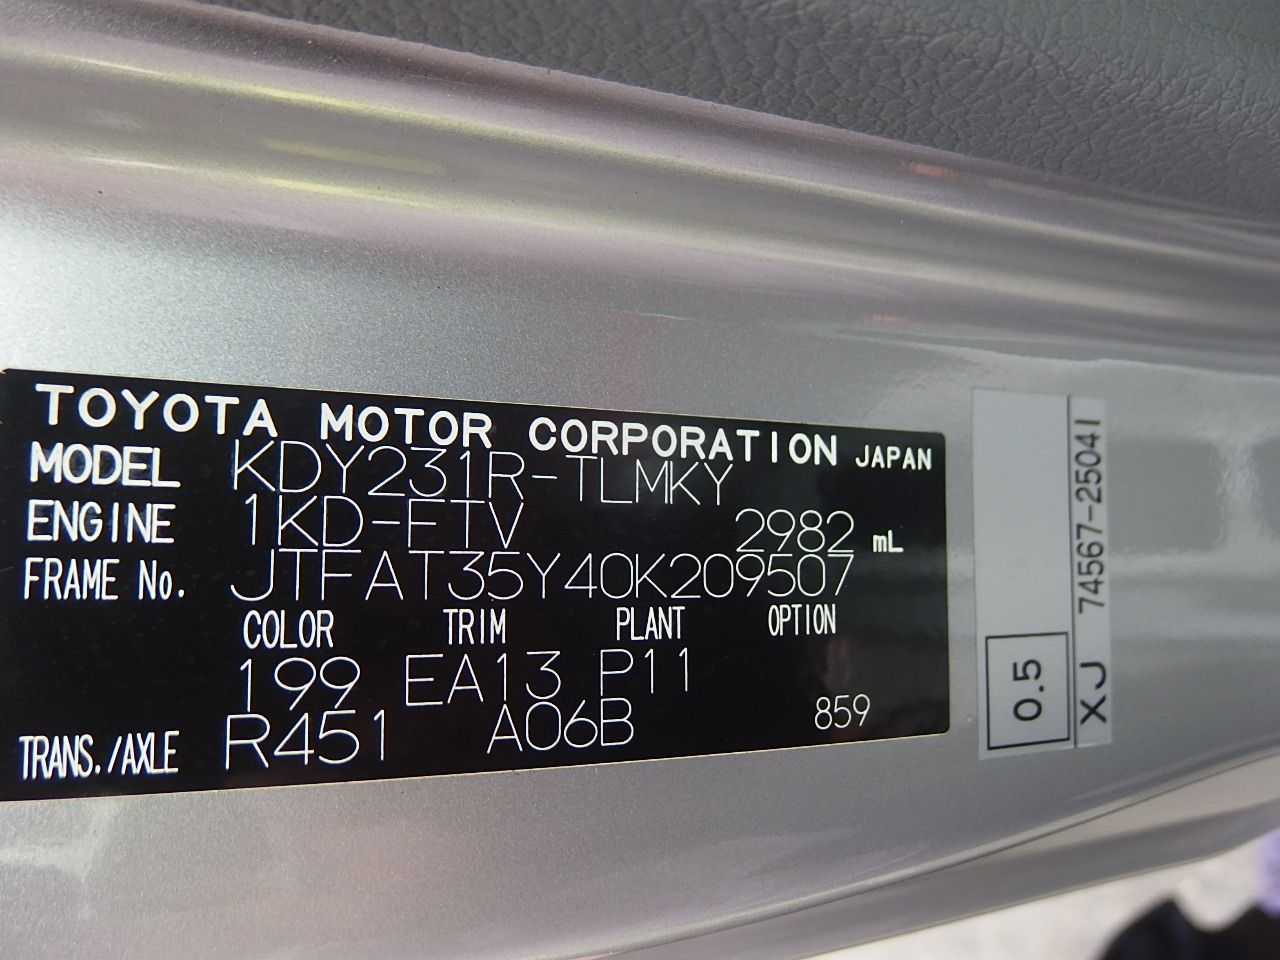 TOYOTA MOTOR CORPORATION JAPAN
MODEL KDY231R-TLMKY
ENGINE 1KD-FTV 2982 mL
FRAME No. JTFAT35Y40K209507
COLOR TRIM PLANT OPTION
199 EA13 P11
TRANS./AXLE R451 A06B 859
0.5
XJ 74567-25041